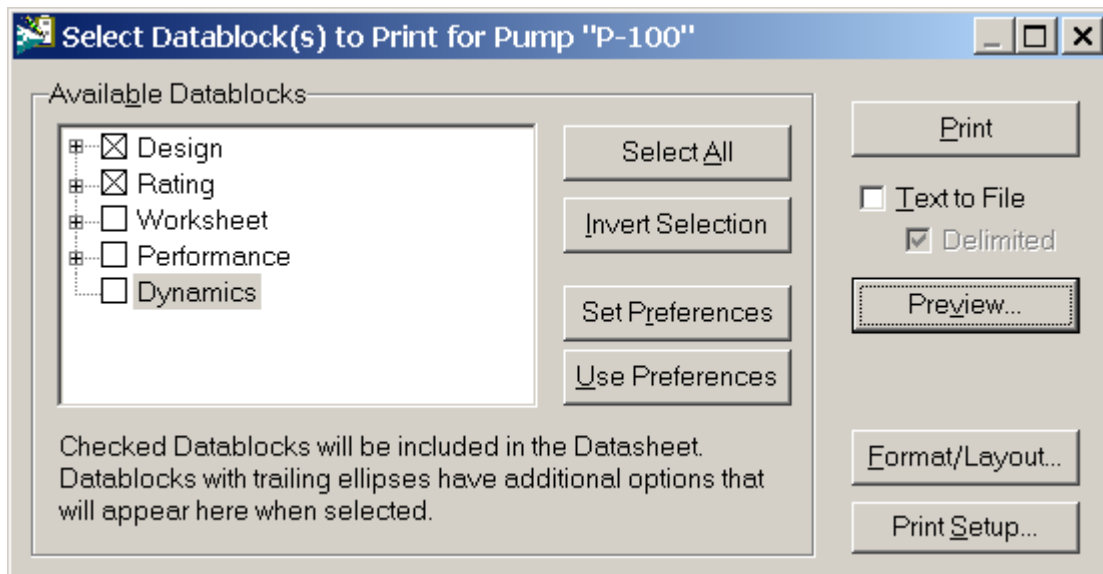 Select Datablock(s) to Print for Pump "P-100"
Available Datablocks
Design
Rating
Worksheet
Performance
Dynamics
Select All
Invert Selection
Set Preferences
Use Preferences
Checked Datablocks will be included in the Datasheet.
Datablocks with trailing ellipses have additional options that
will appear here when selected.
Print
Text to File
Delimited
Preview...
Format/Layout...
Print Setup...